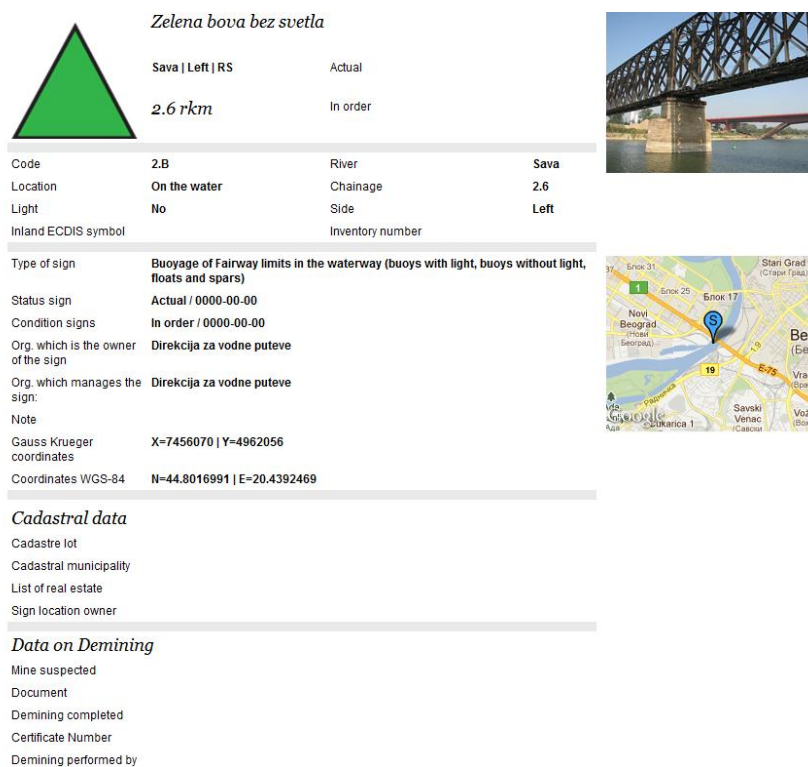 Zelena bova bez svetla
Sava | Left | RS Actual
2.6 rkm In order
Code 2.B River Sava
Location On the water Chainage 2.6
Light No Side Left
Inland ECDIS symbol Inventory number
Type of sign Buoyage of Fairway limits in the waterway (buoys with light, buoys without light,
floats and spars)
Status sign Actual / 0000-00-00
Condition signs In order / 0000-00-00
Org. which is the owner Direkcija za vodne puteve
of the sign
Org. which manages the Direkcija za vodne puteve
sign:
Note
Gauss Krueger X=7456070 | Y=4962056
coordinates
Coordinates WGS-84 N=44.8016991 | E=20.4392469
Cadastral data
Cadastre lot
Cadastral municipality
List of real estate
Sign location owner
Data on Demining
Mine suspected
Document
Demining completed
Certificate Number
Demining performed by
Блок 31
Stari Grad
(Стари Град)
1
Блок 25
Блок 17
Novi
Beograd
(Нови
Београд)
S
19
E-75
Savski
Venac
(Савски
Google
Čukarica 1